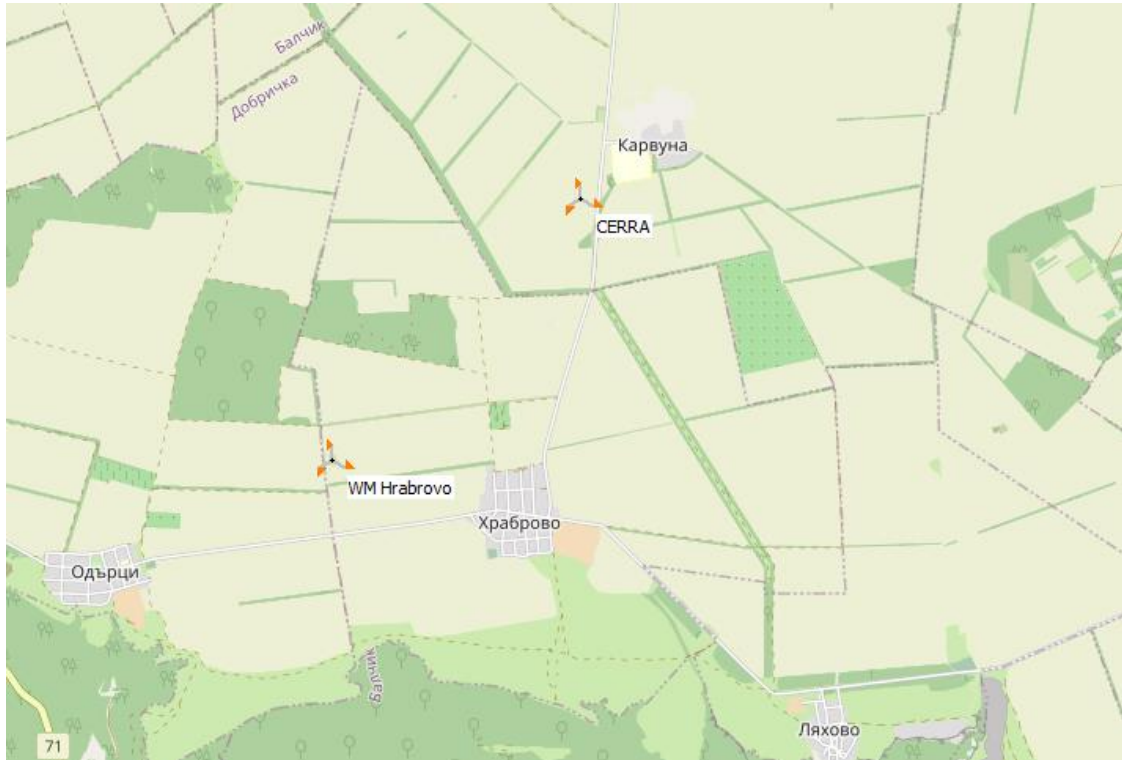 Балчик
Добричка
Карвуна
CERRA
WM Hrabrovo
Храброво
Одърци
Балчик
Ляхово
71